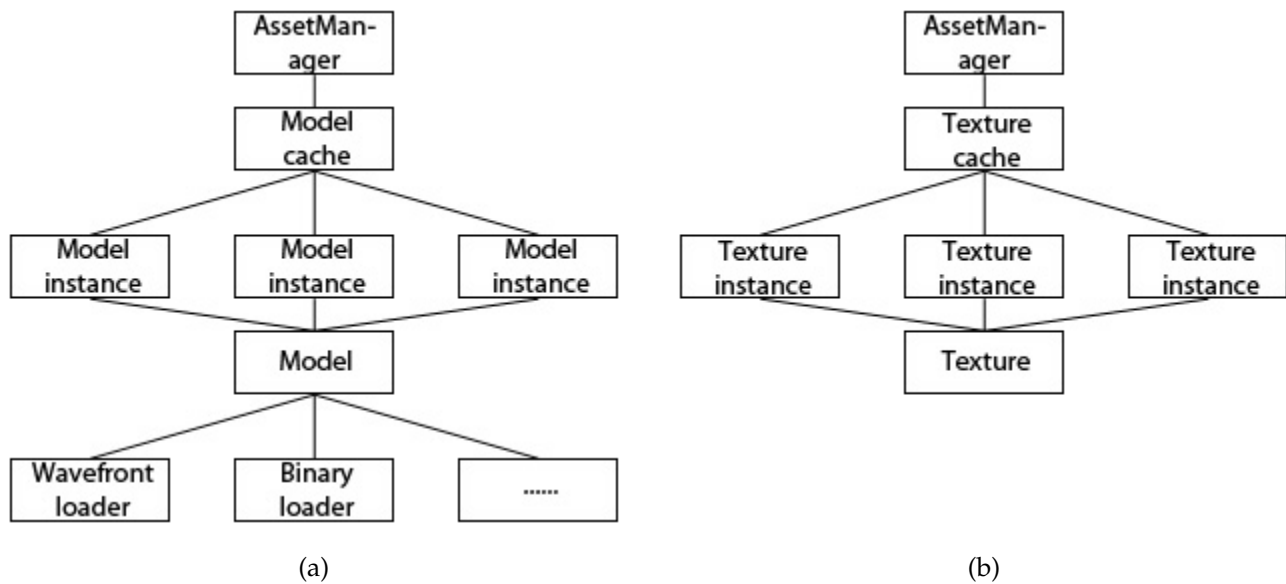 AssetMan-
ager
Model
cache
Model
instance
Model
instance
Model
instance
Model
Wavefront
loader
Binary
loader
......
(a)
AssetMan-
ager
Texture
cache
Texture
instance
Texture
instance
Texture
instance
Texture
(b)